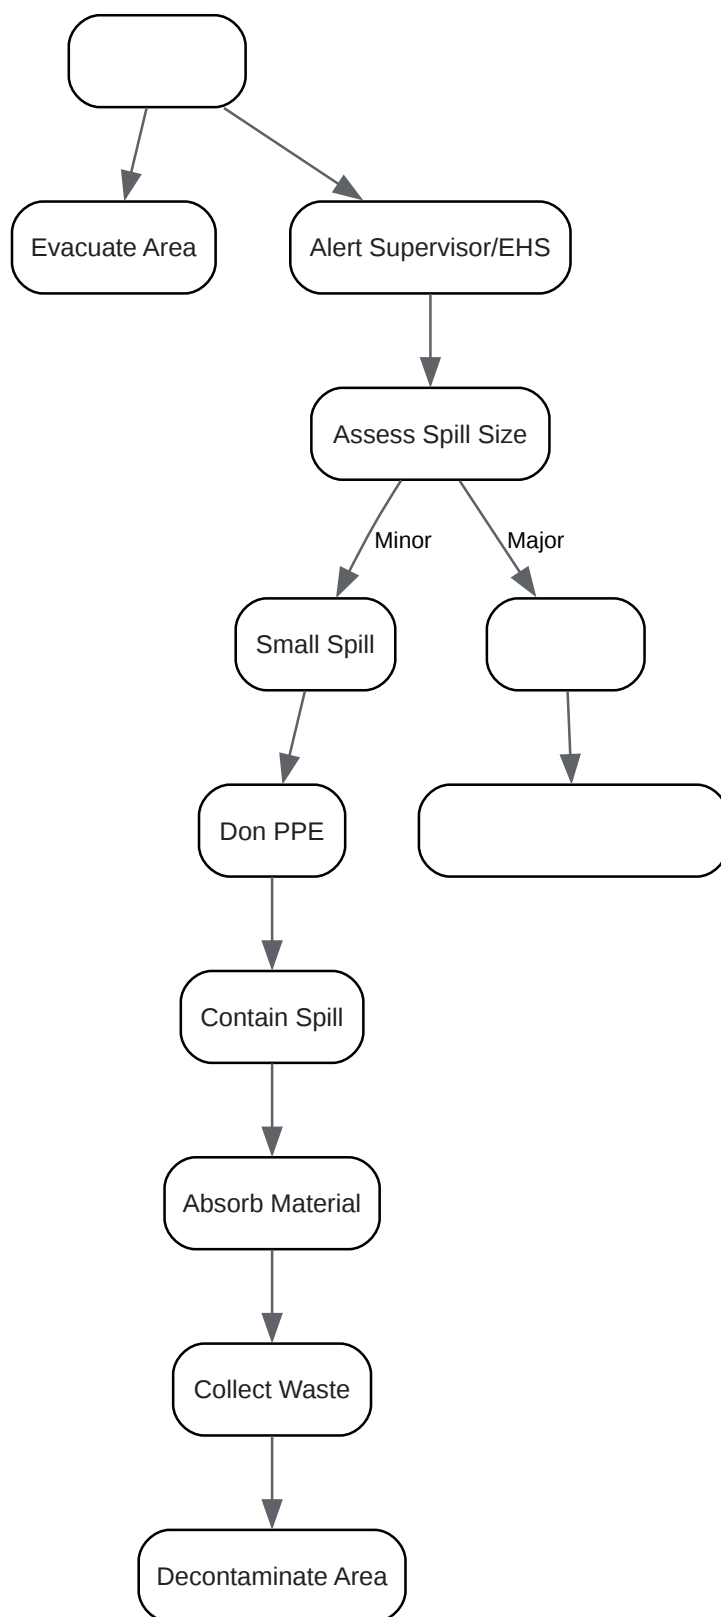 Evacuate Area
Alert Supervisor/EHS
Assess Spill Size
Minor
Major
Small Spill
Don PPE
Contain Spill
Absorb Material
Collect Waste
Decontaminate Area